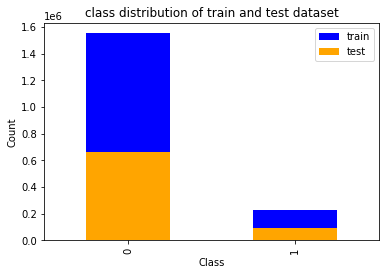 class distribution of train and test dataset
1e6
train
test
1.6
1.4
1.2
1.0
0.8
0.6
0.4
0.2
0.0
Count
0
1
Class